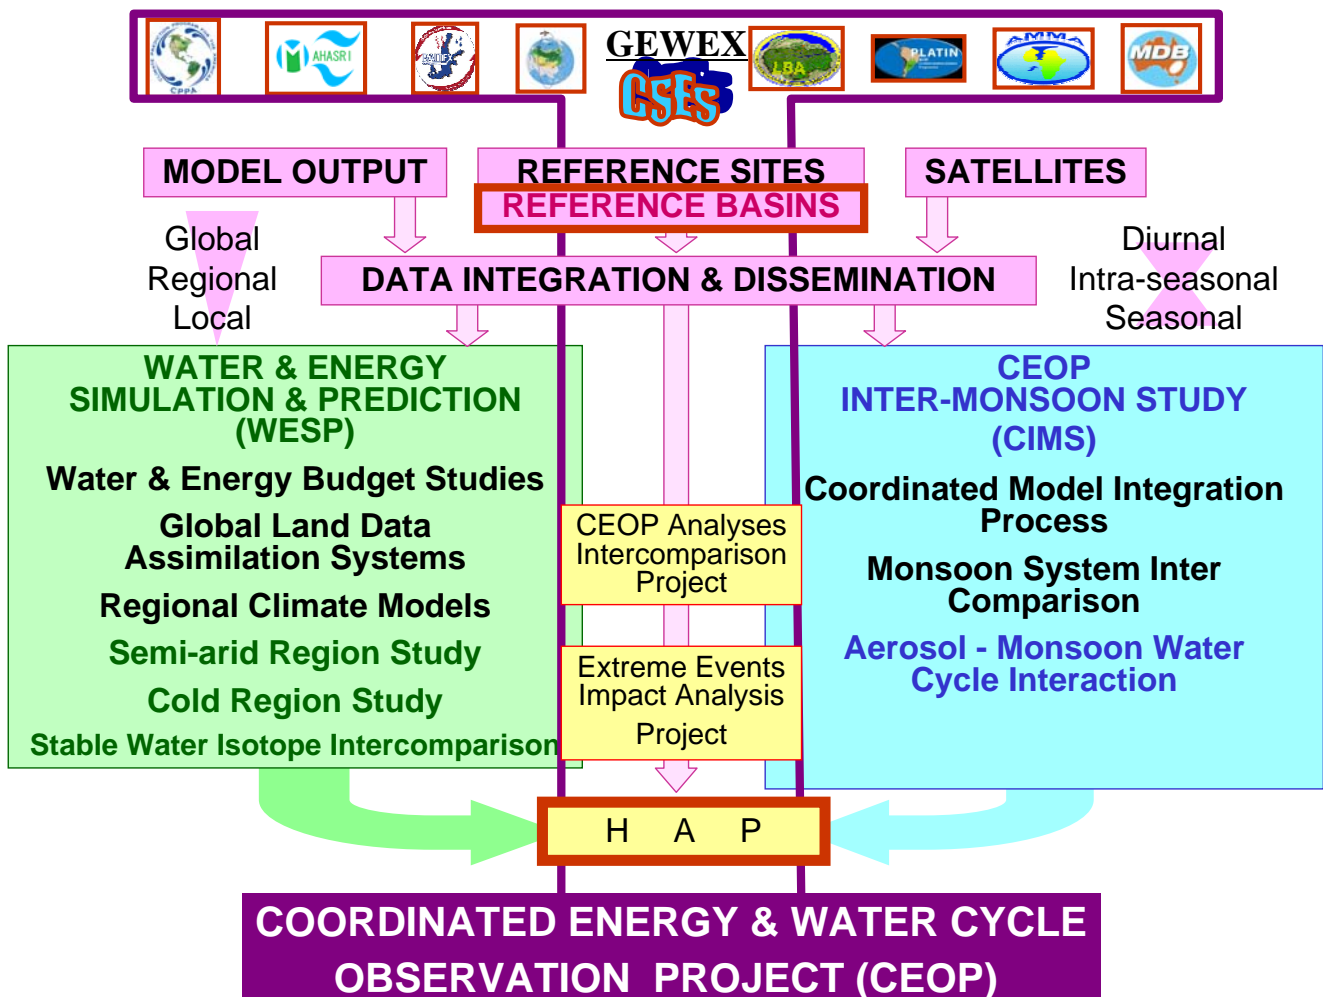 CPPA
MAHASRI
BALTEX
GEWEX
CSEs
LBA
PLATIN
AMMA
MDB
MODEL OUTPUT
REFERENCE SITES
SATELLITES
REFERENCE BASINS
Global
Regional
Local
Diurnal
Intra-seasonal
Seasonal
DATA INTEGRATION & DISSEMINATION
WATER & ENERGY
SIMULATION & PREDICTION
(WESP)
Water & Energy Budget Studies
Global Land Data
Assimilation Systems
Regional Climate Models
Semi-arid Region Study
Cold Region Study
Stable Water Isotope Intercomparison
CEOP Analyses
Intercomparison
Project
Extreme Events
Impact Analysis
Project
CEOP
INTER-MONSOON STUDY
(CIMS)
Coordinated Model Integration
Process
Monsoon System Inter
Comparison
Aerosol - Monsoon Water
Cycle Interaction
H A P
COORDINATED ENERGY & WATER CYCLE
OBSERVATION PROJECT (CEOP)